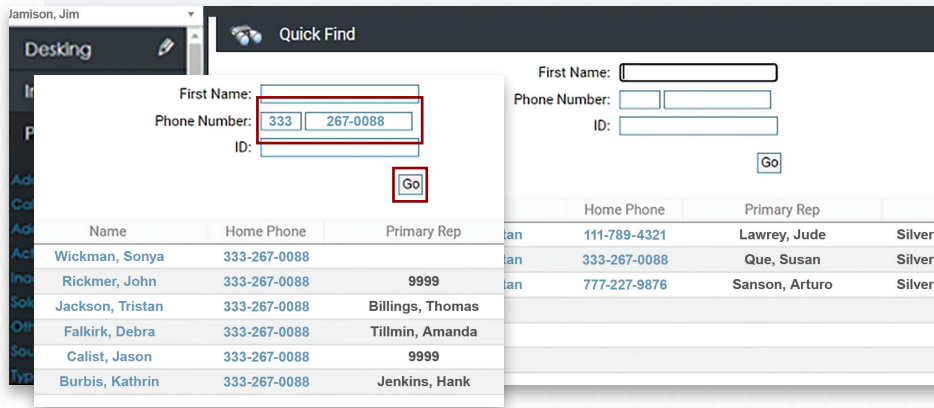 Jamison, Jim
Desking
Quick Find
First Name:
Phone Number:
ID:
Go
Home Phone Primary Rep
tan 111-789-4321 Lawrey, Jude Silver
tan 333-267-0088 Que, Susan Silver
tan 777-227-9876 Sanson, Arturo Silver
First Name:
Phone Number: 333 267-0088
ID:
Go
Name Home Phone Primary Rep
Wickman, Sonya 333-267-0088
Rickmer, John 333-267-0088 9999
Jackson, Tristan 333-267-0088 Billings, Thomas
Falkirk, Debra 333-267-0088 Tillmin, Amanda
Calist, Jason 333-267-0088 9999
Burbis, Kathrin 333-267-0088 Jenkins, Hank